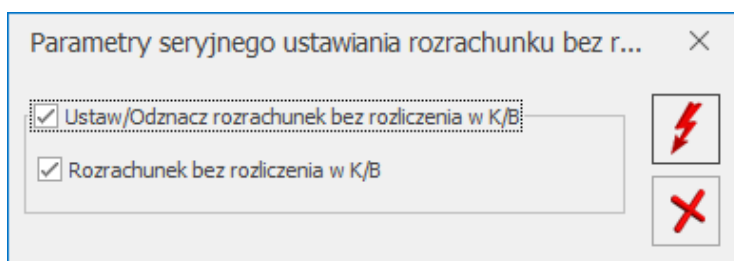 Parametry seryjnego ustawiania rozrachunku bez r...
Ustaw/Odznacz rozrachunek bez rozliczenia w K/B
Rozrachunek bez rozliczenia w K/B